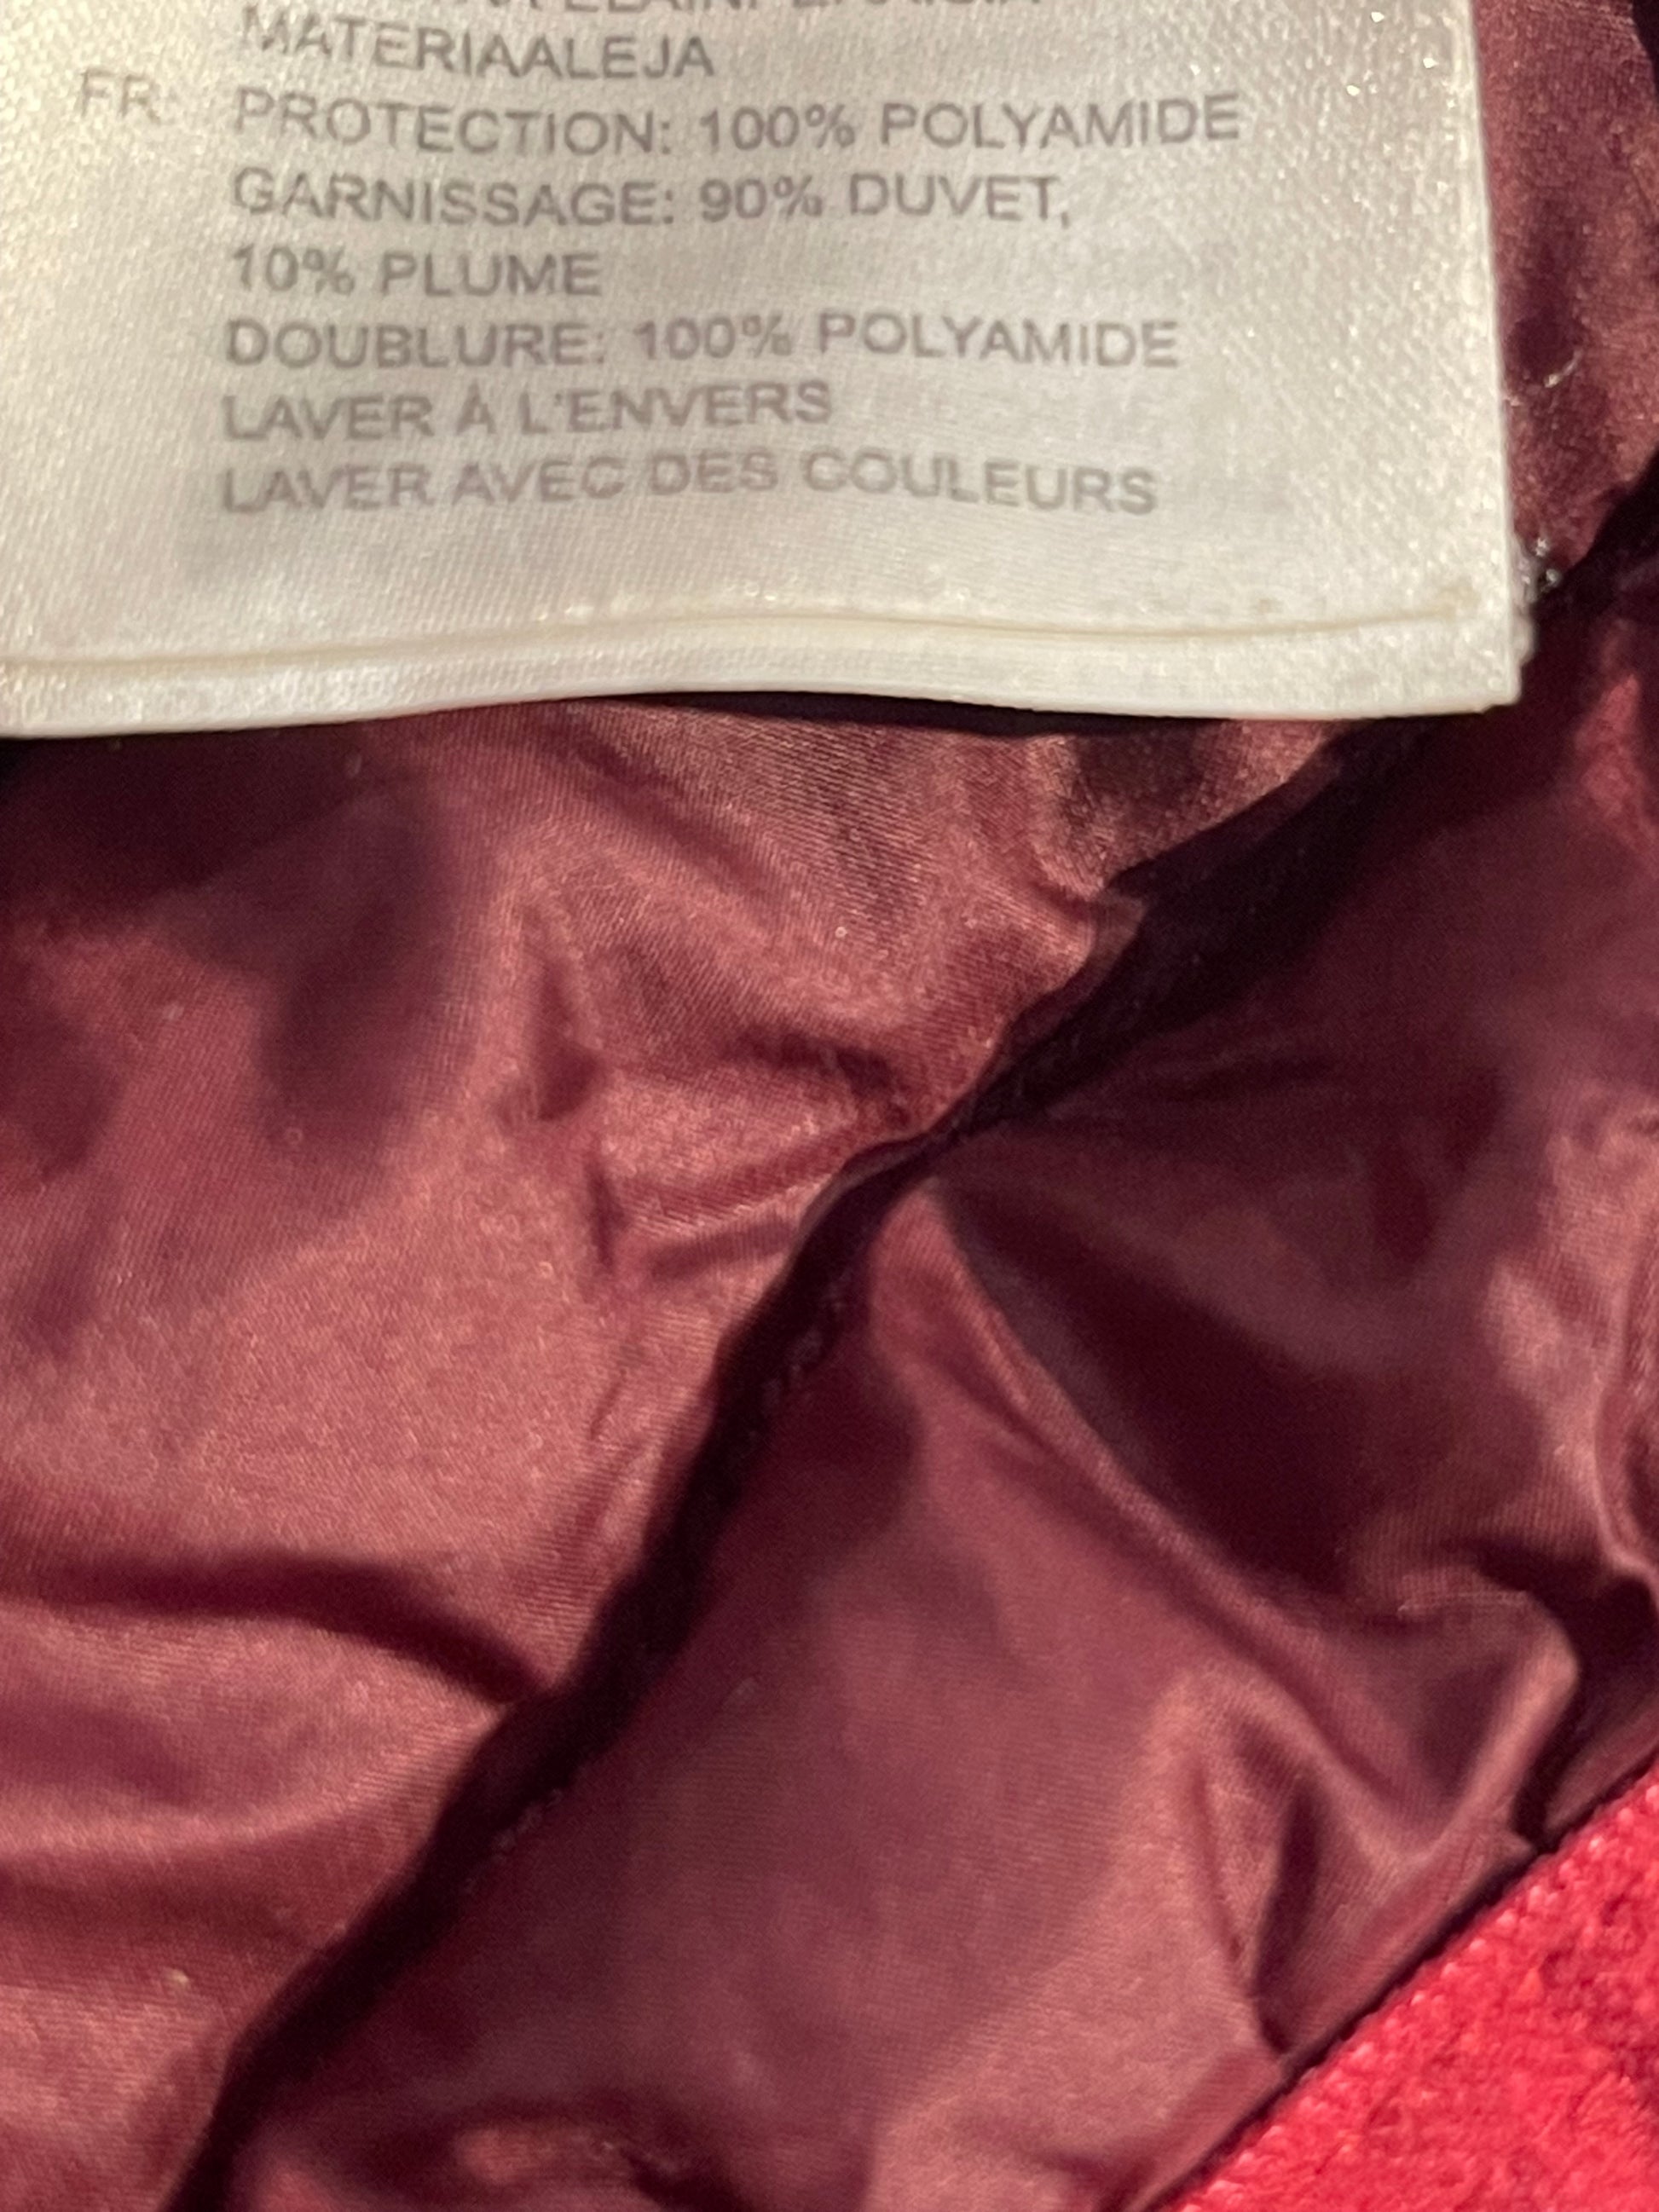 MATERIAALEJA
FR: PROTECTION: 100% POLYAMIDE
GARNISSAGE: 90% DUVET,
10% PLUME
DOUBLURE: 100% POLYAMIDE
LAVER À L'ENVERS
LAVER AVEC DES COULEURS